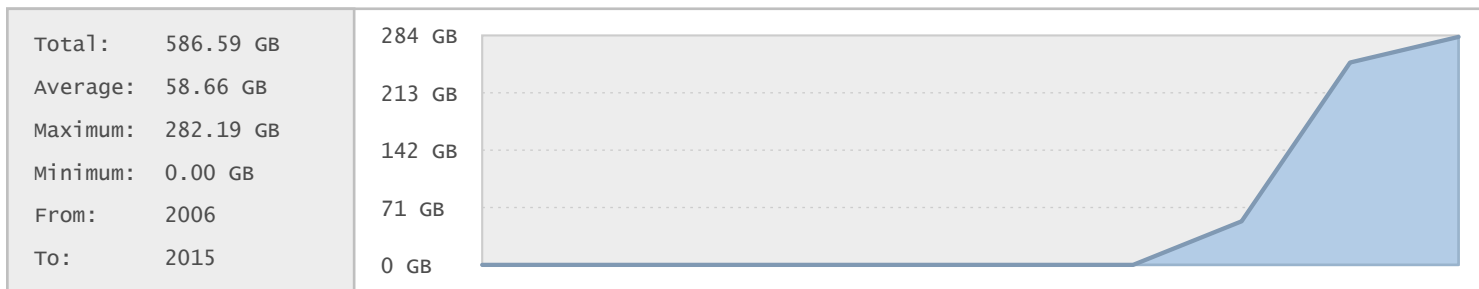 Total: 586.59 GB
Average: 58.66 GB
Maximum: 282.19 GB
Minimum: 0.00 GB
From: 2006
To: 2015
284 GB
213 GB
142 GB
71 GB
0 GB